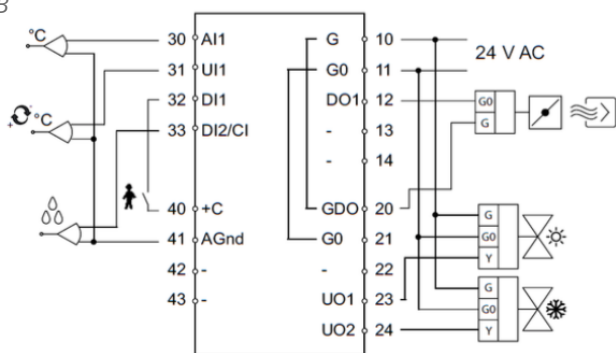 B
°C 30 AI1 G 10
24 V AC
31 UI1 G0 11
32 DI1 DO1 12 G0
+ °C 33 DI2/CI - 13 G
- 14
40 +C GDO 20 G
41 AGnd G0 21 G0
42 - - 22 Y
43 - UO1 23 G
G0
UO2 24 Y